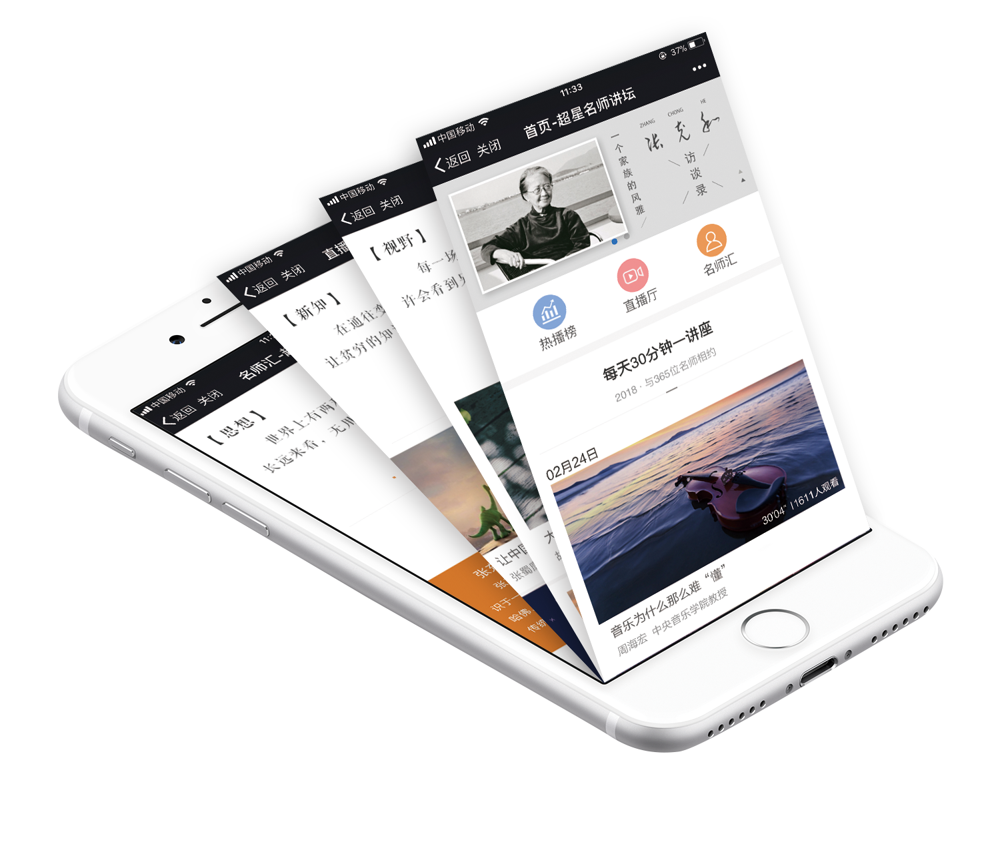 中国移动
11:33
37%
返回 关闭
首页-超星名师讲坛
一个家族的风雅
ZHANG CHONG HE
张充和
访谈录
热播榜
直播厅
名师汇
每天30分钟一讲座
2018 · 与365位名师相约
02月24日
30'04" | 1611人观看
音乐为什么那么难“懂”
周海宏 中央音乐学院教授
中国移动
返回 关闭
【视野】
每一场
许会看到
中国移动
返回 关闭
直播
【新知】
在通往变
让贫穷的知
让中国
张蜀
中国移动
11:
返回 关闭
名师汇-
【思想】
世界上有两
长远来看，无
张
张
识于一
哈佛
传统